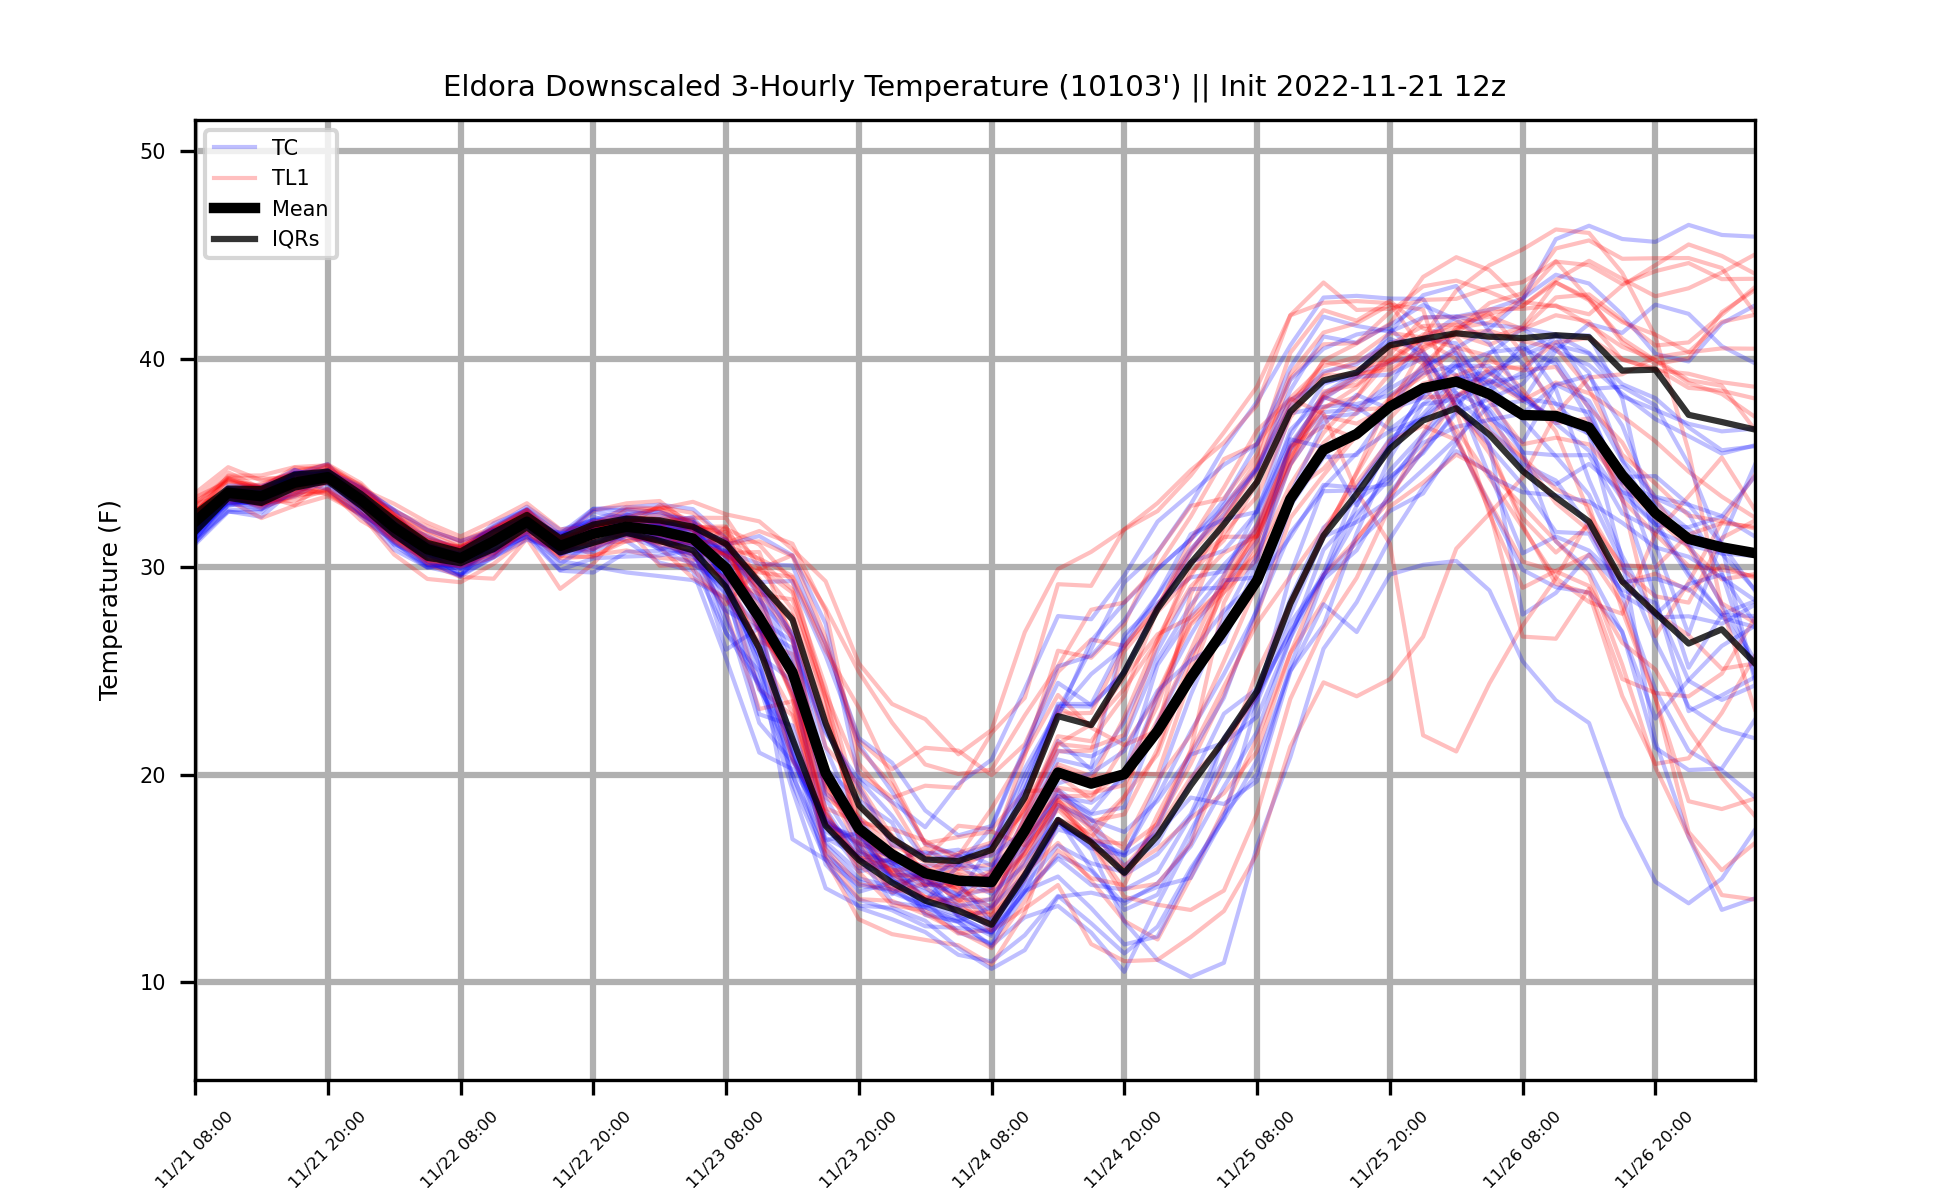 Eldora Downscaled 3-Hourly Temperature (10103') || Init 2022-11-21 12z
TC
TL1
Mean
IQRs
Temperature (F)
50
40
30
20
10
11/21 08:00
11/21 20:00
11/22 08:00
11/22 20:00
11/23 08:00
11/23 20:00
11/24 08:00
11/24 20:00
11/25 08:00
11/25 20:00
11/26 08:00
11/26 20:00